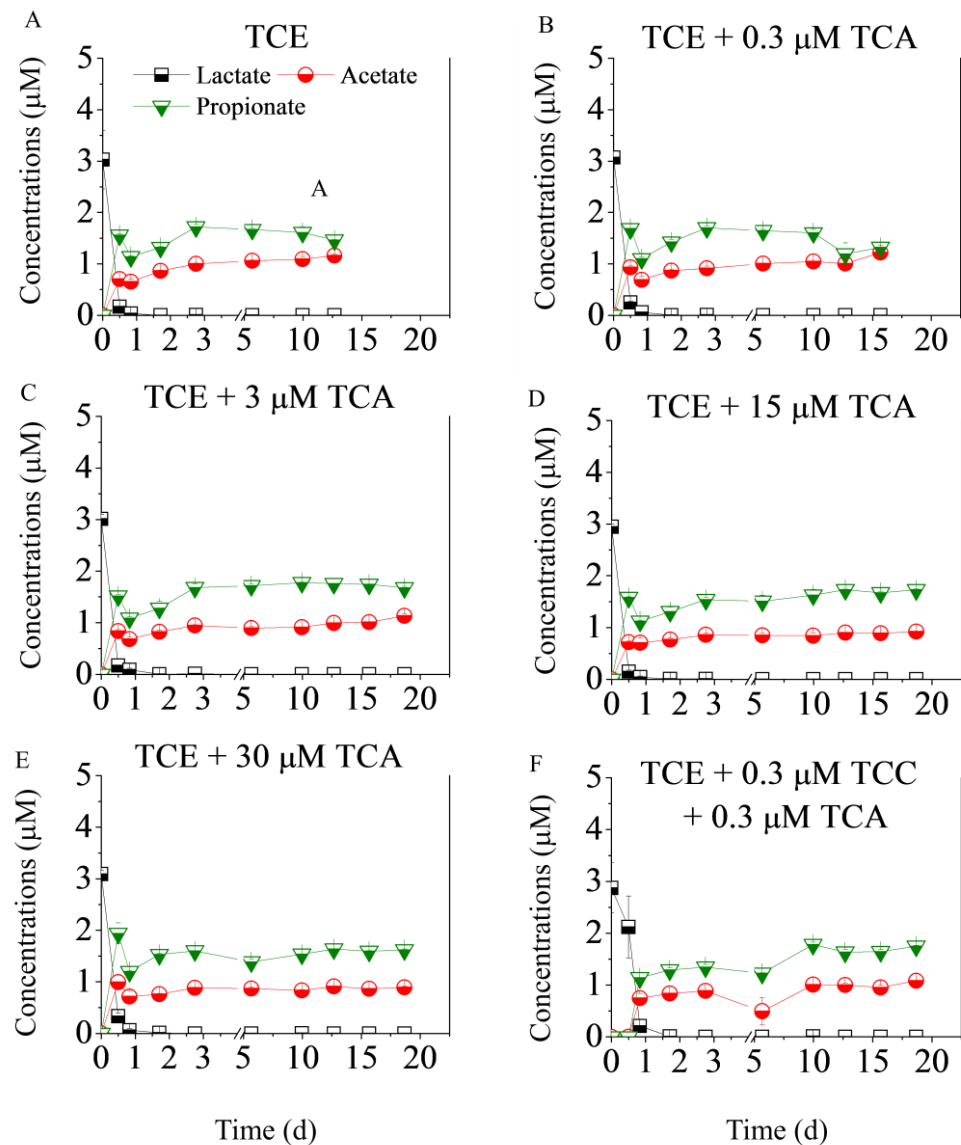 A
TCE
Lactate
Acetate
Propionate
A
Concentrations (μM)
5
4
3
2
1
0
0 1 2 3 5 10 15 20
B
TCE + 0.3 μM TCA
Concentrations (μM)
5
4
3
2
1
0
0 1 2 3 5 10 15 20
C
TCE + 3 μM TCA
Concentrations (μM)
5
4
3
2
1
0
0 1 2 3 5 10 15 20
D
TCE + 15 μM TCA
Concentrations (μM)
5
4
3
2
1
0
0 1 2 3 5 10 15 20
E
TCE + 30 μM TCA
Concentrations (μM)
5
4
3
2
1
0
0 1 2 3 5 10 15 20
Time (d)
F
TCE + 0.3 μM TCC
+ 0.3 μM TCA
Concentrations (μM)
5
4
3
2
1
0
0 1 2 3 5 10 15 20
Time (d)